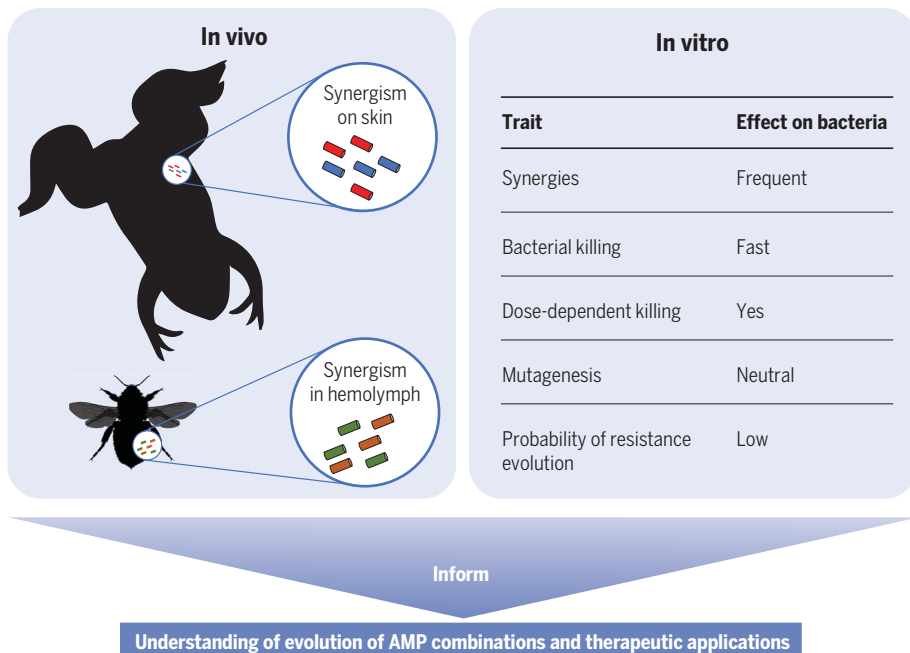 In vivo
Synergism
on skin
Synergism
in hemolymph
In vitro
Trait Effect on bacteria
Synergies Frequent
Bacterial killing Fast
Dose-dependent killing Yes
Mutagenesis Neutral
Probability of resistance Low
evolution
Inform
Understanding of evolution of AMP combinations and therapeutic applications